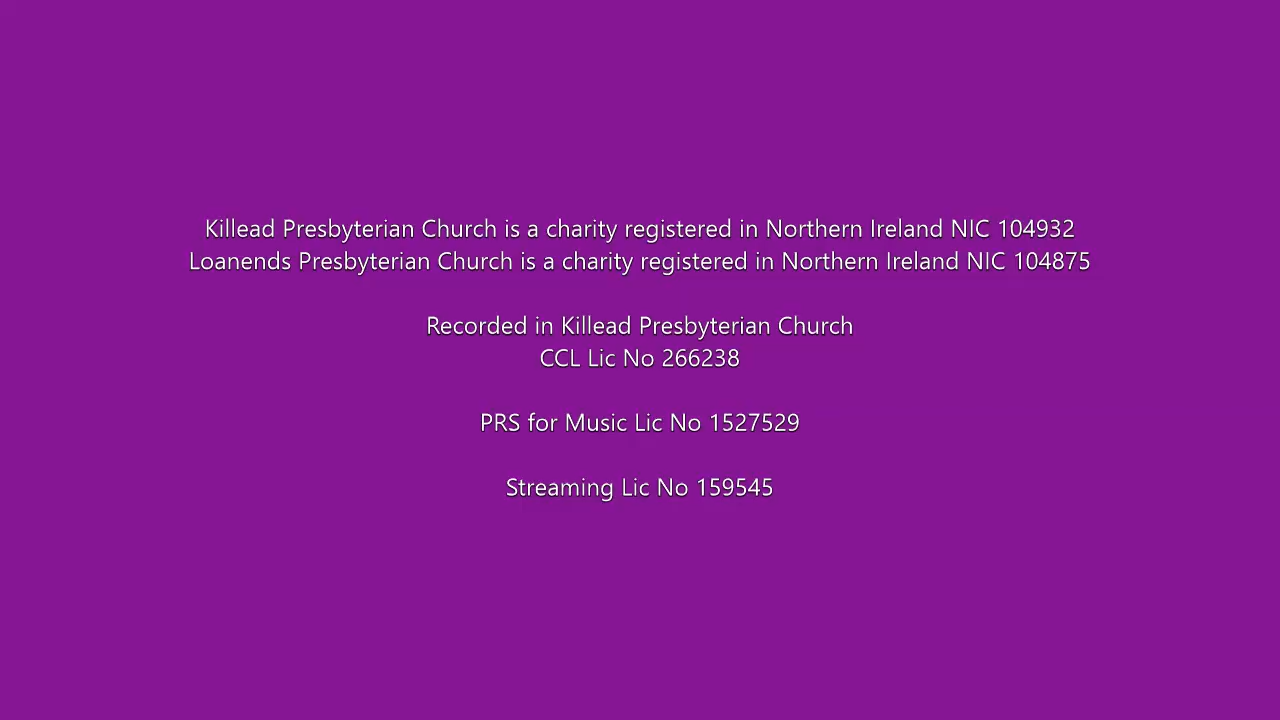 Killead Presbyterian Church is a charity registered in Northern Ireland NIC 104932
Loanends Presbyterian Church is a charity registered in Northern Ireland NIC 104875
Recorded in Killead Presbyterian Church
CCL Lic No 266238
PRS for Music Lic No 1527529
Streaming Lic No 159545